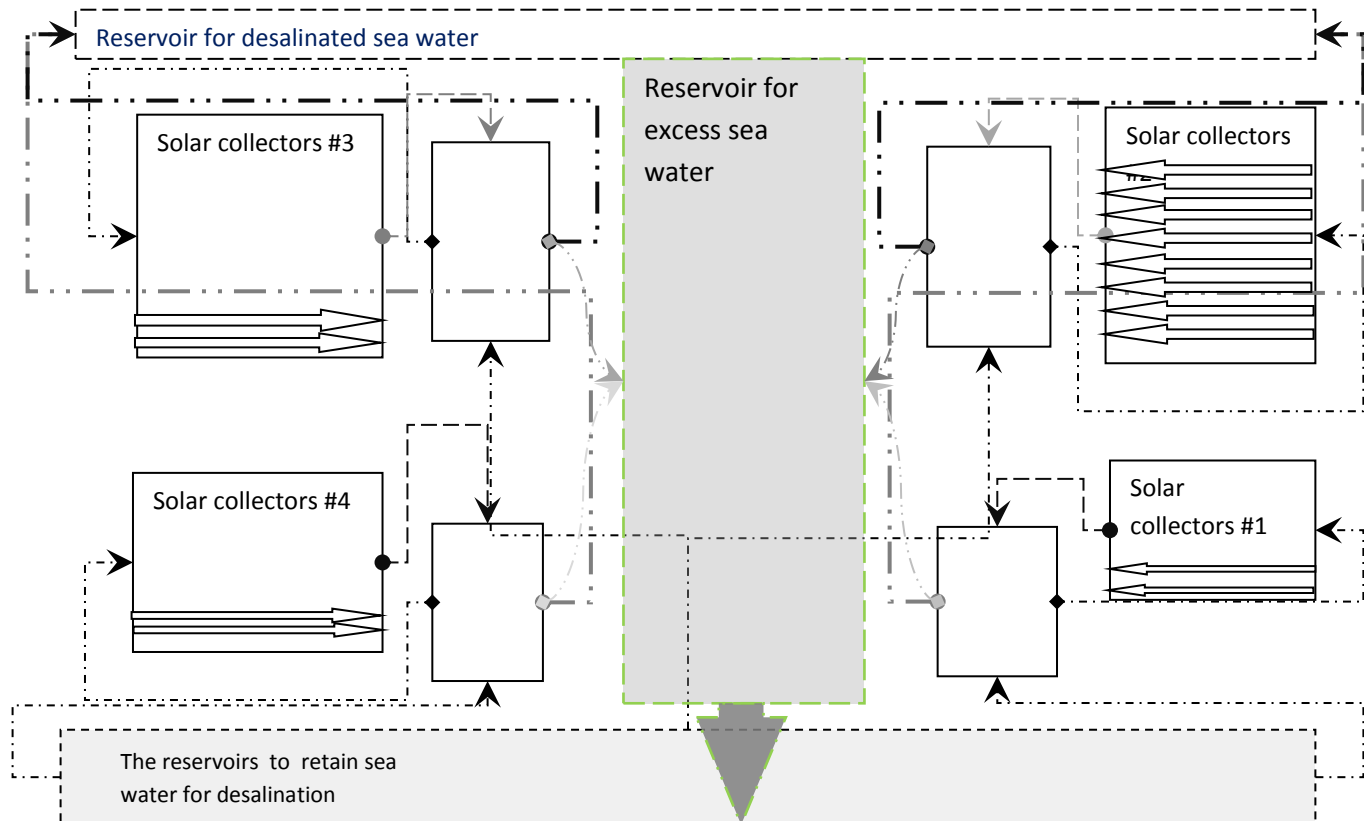 Reservoir for desalinated sea water
Reservoir for
excess sea
water
Solar collectors #3
Solar collectors
#2
Solar collectors #4
Solar
collectors #1
The reservoirs to retain sea
water for desalination